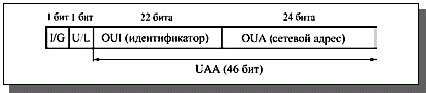 1 бит 1 бит 22 бита 24 бита
I/G U/L OUI (идентификатор) OUA (сетевой адрес)
UAA (46 бит)